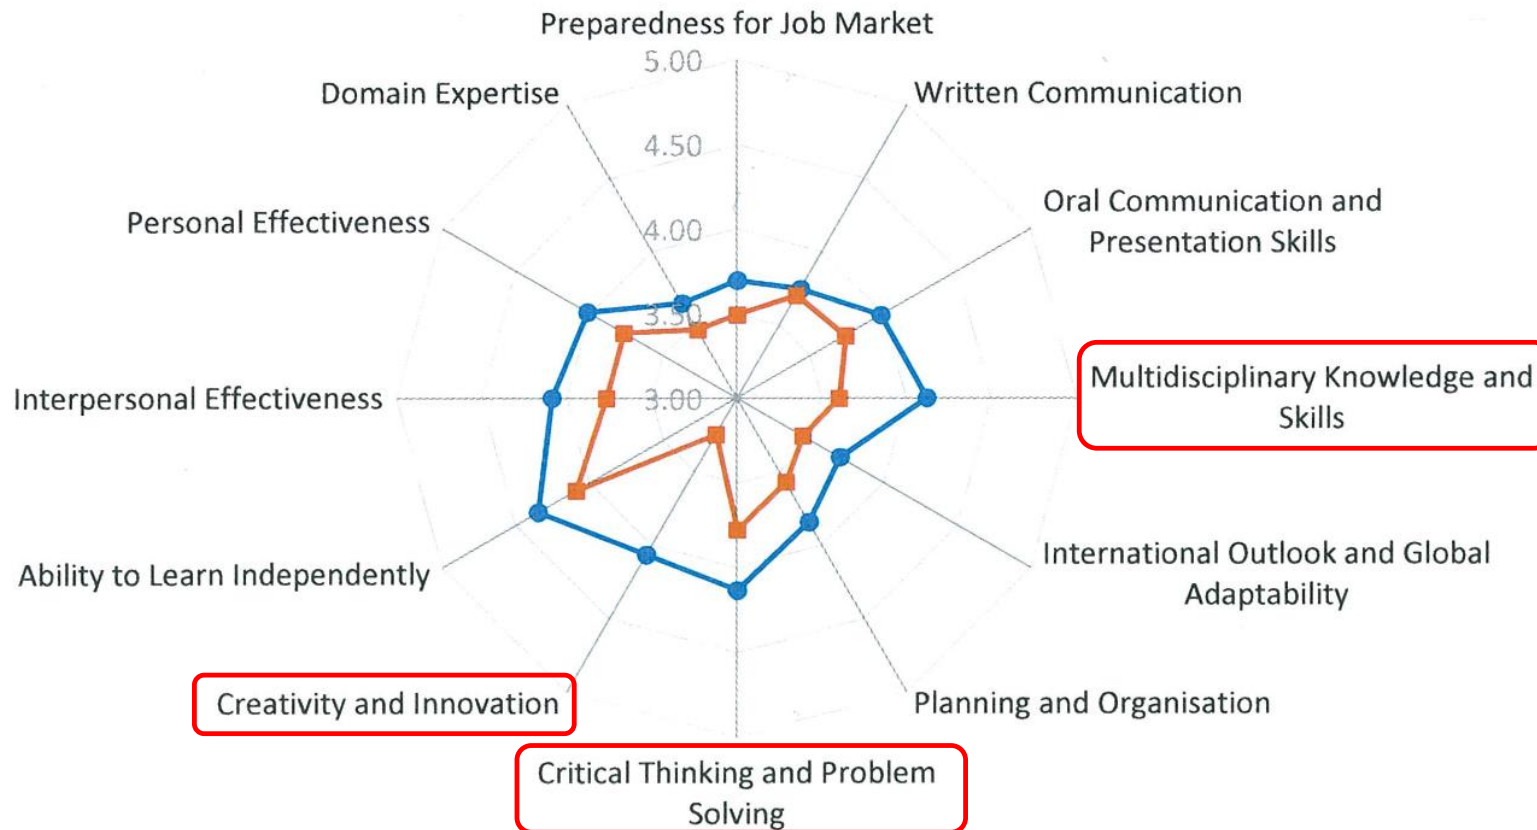 Preparedness for Job Market
5.00
Domain Expertise
Written Communication
4.50
Oral Communication and
Presentation Skills
Personal Effectiveness
4.00
3.50
Multidisciplinary Knowledge and
Skills
Interpersonal Effectiveness
3.00
International Outlook and Global
Adaptability
Ability to Learn Independently
Creativity and Innovation
Planning and Organisation
Critical Thinking and Problem
Solving